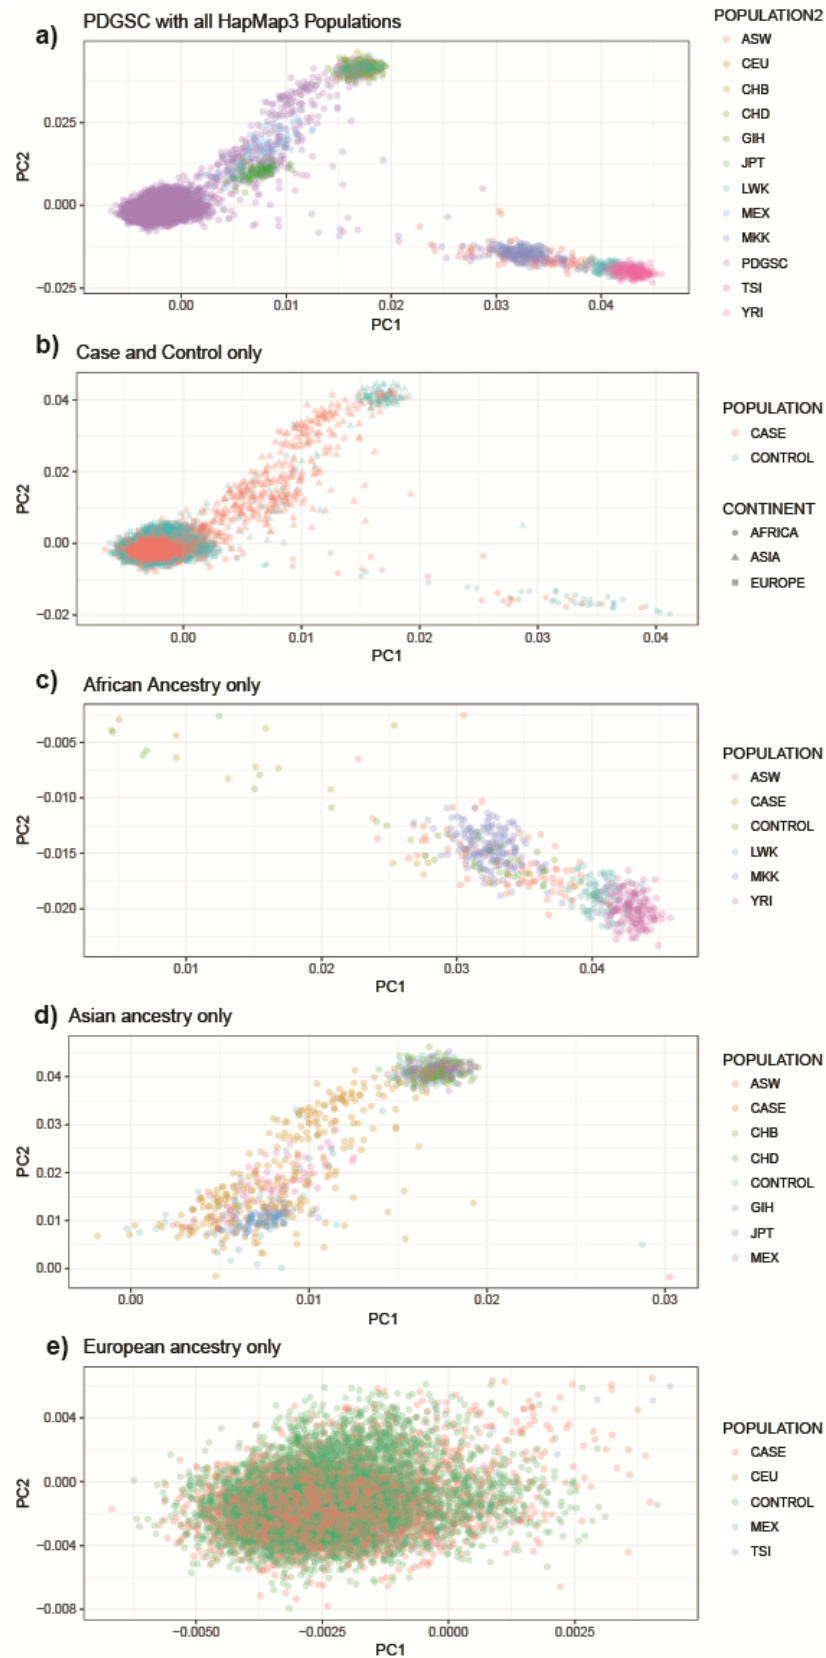 a) PDGSC with all HapMap3 Populations
PC2
0.025
0.000
−0.025
0.00 0.01 0.02 0.03 0.04
PC1
POPULATION2
ASW
CEU
CHB
CHD
GIH
JPT
LWK
MEX
MKK
PDGSC
TSI
YRI
b) Case and Control only
PC2
0.04
0.02
0.00
−0.02
0.00 0.01 0.02 0.03 0.04
PC1
POPULATION
CASE
CONTROL
CONTINENT
AFRICA
ASIA
EUROPE
c) African Ancestry only
PC2
−0.005
−0.010
−0.015
−0.020
0.01 0.02 0.03 0.04
PC1
POPULATION
ASW
CASE
CONTROL
LWK
MKK
YRI
d) Asian ancestry only
PC2
0.04
0.03
0.02
0.01
0.00
0.00 0.01 0.02 0.03
PC1
POPULATION
ASW
CASE
CHB
CHD
CONTROL
GIH
JPT
MEX
e) European ancestry only
PC2
0.004
0.000
−0.004
−0.008
−0.0050 −0.0025 0.0000 0.0025
PC1
POPULATION
CASE
CEU
CONTROL
MEX
TSI